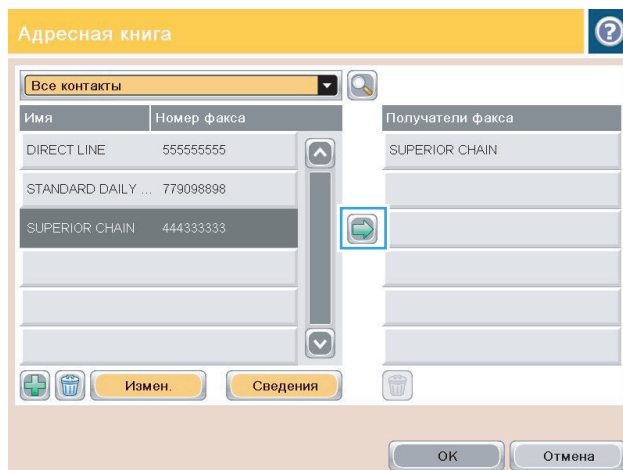 Адресная книга
?
Все контакты
Имя Номер факса
Получатели факса
DIRECT LINE 555555555
SUPERIOR CHAIN
STANDARD DAILY ... 779098898
SUPERIOR CHAIN 444333333
Измен. Сведения
OK Отмена